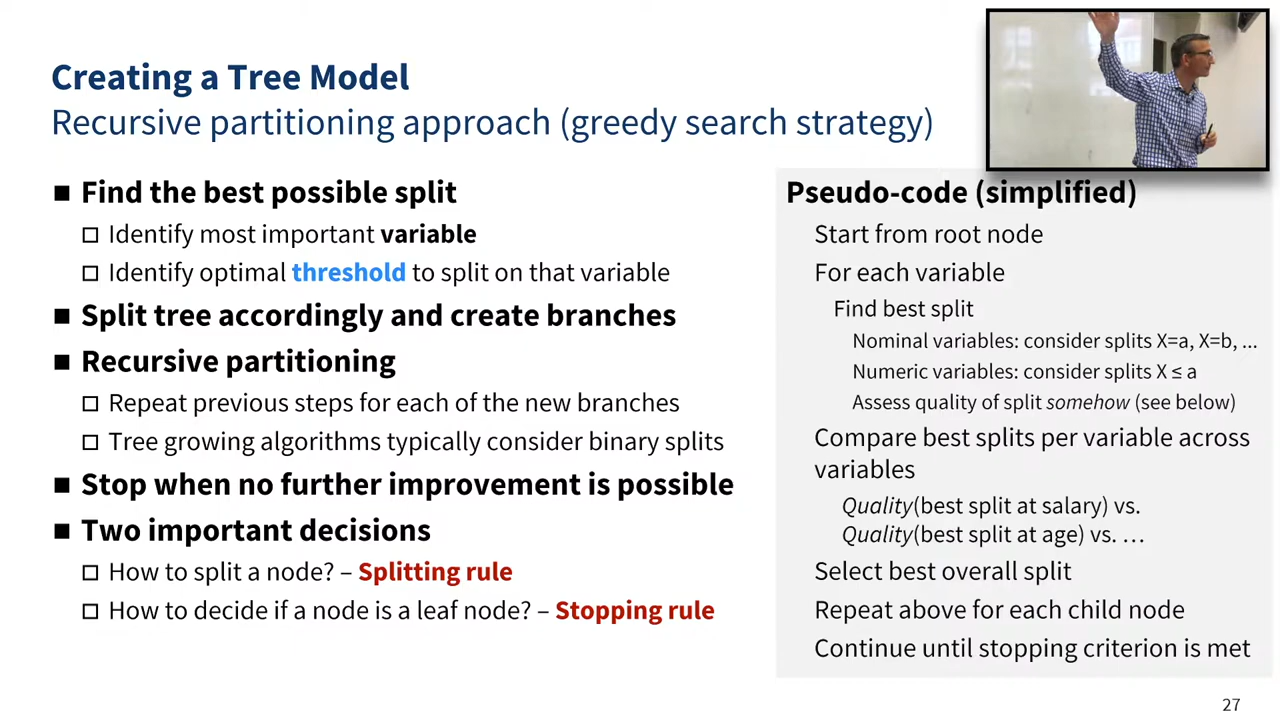 Creating a Tree Model
Recursive partitioning approach (greedy search strategy)
■ Find the best possible split
□ Identify most important variable
□ Identify optimal threshold to split on that variable
■ Split tree accordingly and create branches
■ Recursive partitioning
□ Repeat previous steps for each of the new branches
□ Tree growing algorithms typically consider binary splits
■ Stop when no further improvement is possible
■ Two important decisions
□ How to split a node? – Splitting rule
□ How to decide if a node is a leaf node? – Stopping rule
Pseudo-code (simplified)
Start from root node
For each variable
Find best split
Nominal variables: consider splits X=a, X=b, ...
Numeric variables: consider splits X ≤ a
Assess quality of split somehow (see below)
Compare best splits per variable across
variables
Quality(best split at salary) vs.
Quality(best split at age) vs. …
Select best overall split
Repeat above for each child node
Continue until stopping criterion is met
27